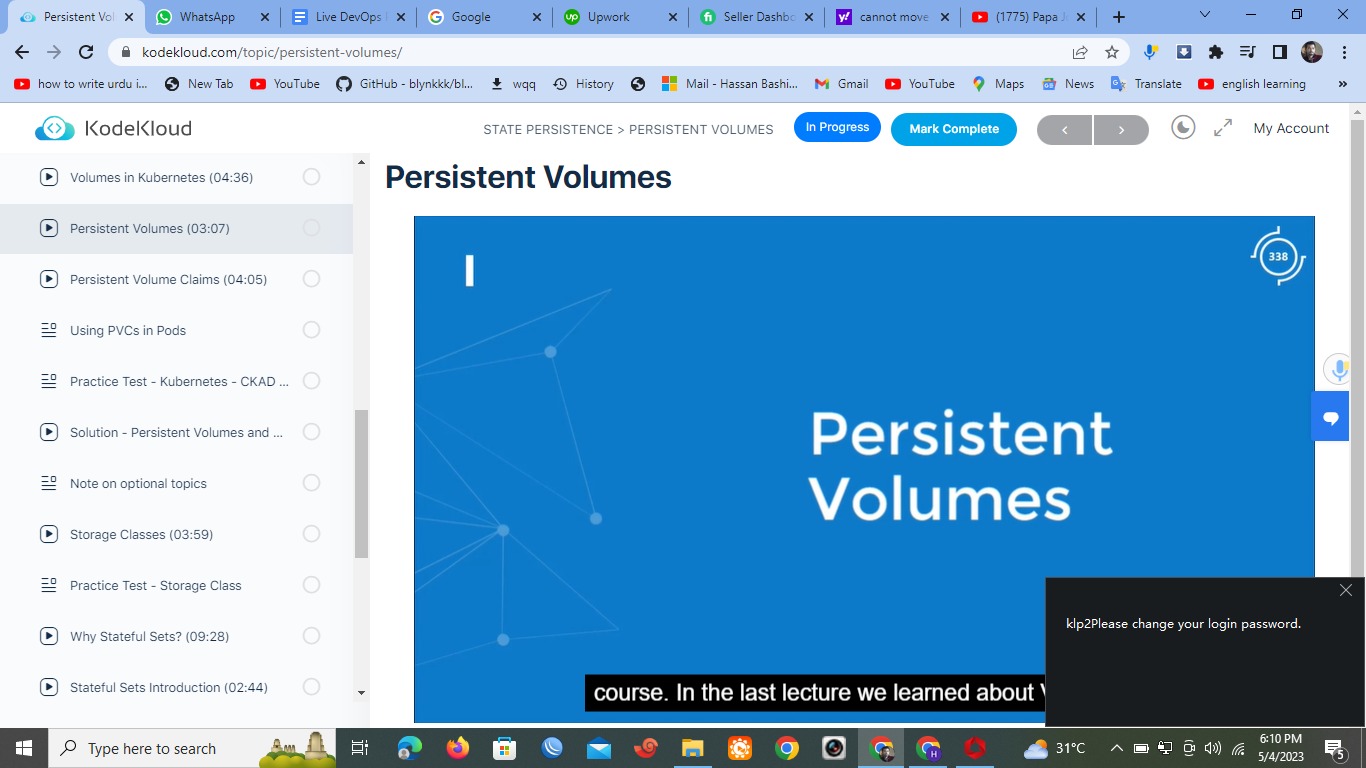 Persistent Vol
WhatsApp
Live DevOps
Google
Upwork
Seller Dashbo
cannot move
(1775) Papa J
kodekloud.com/topic/persistent-volumes/
how to write urdu i...
New Tab
YouTube
GitHub - blynkkk/bl...
wqq
History
Mail - Hassan Bashi...
Gmail
YouTube
Maps
News
Translate
english learning
»
KodeKloud
STATE PERSISTENCE > PERSISTENT VOLUMES
In Progress
Mark Complete
My Account
Volumes in Kubernetes (04:36)
Persistent Volumes (03:07)
Persistent Volume Claims (04:05)
Using PVCs in Pods
Practice Test - Kubernetes - CKAD ...
Solution - Persistent Volumes and ...
Note on optional topics
Storage Classes (03:59)
Practice Test - Storage Class
Why Stateful Sets? (09:28)
Stateful Sets Introduction (02:44)
Persistent Volumes
338
Persistent
Volumes
course. In the last lecture we learned about
klp2Please change your login password.
Type here to search
31°C
6:10 PM
5/4/2023
5